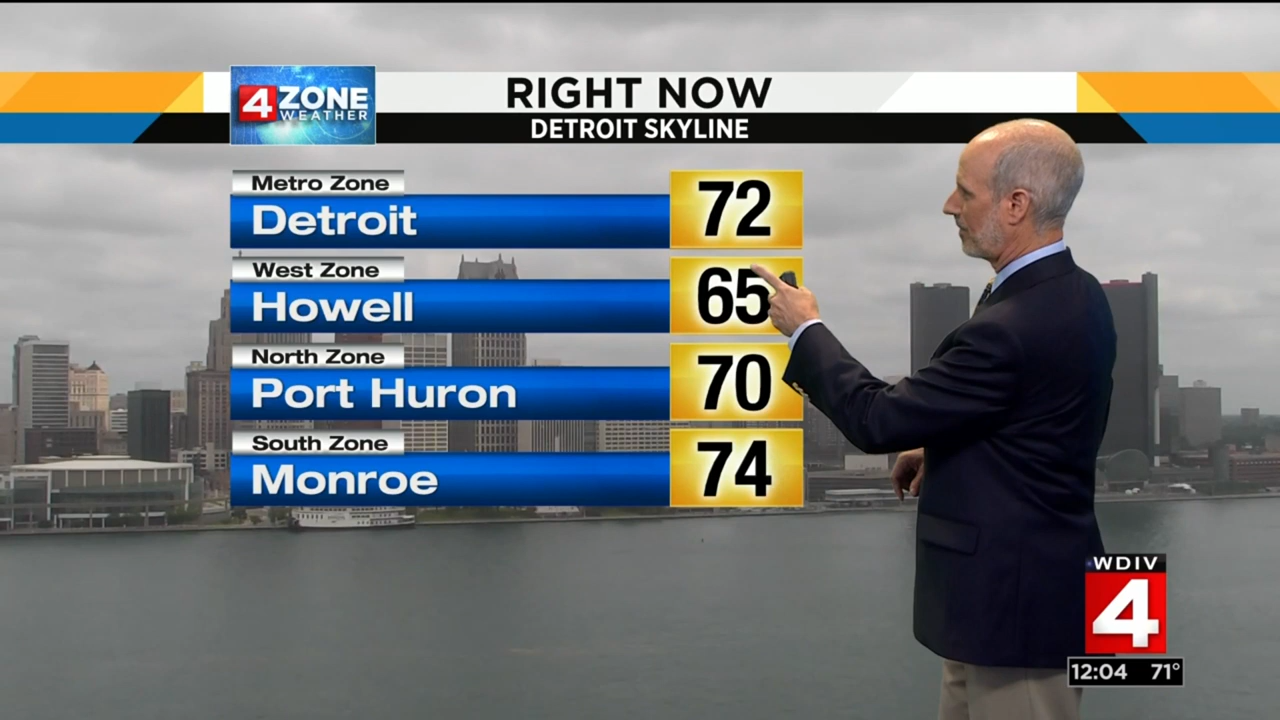 4 ZONE
WEATHER
RIGHT NOW
DETROIT SKYLINE
Metro Zone
Detroit
72
West Zone
Howell
65
North Zone
Port Huron
70
South Zone
Monroe
74
WDIV
4
12:04 71°